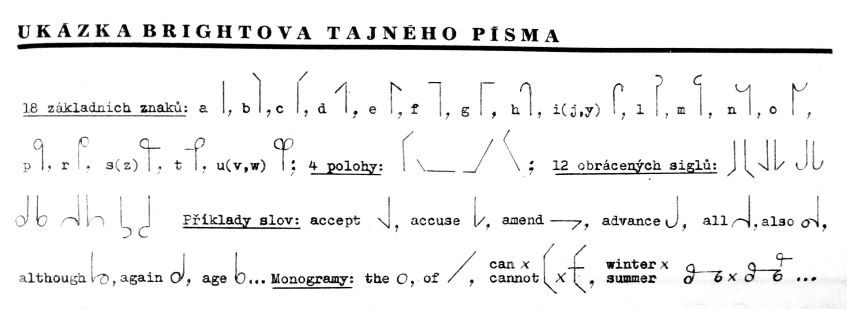 UKÁZKA BRIGHTOVA TAJNÉHO PÍSMA
18 základních znaků: a , b , c , d , e , f , g , h , i(j,y) , l , m , n , o ,
p , r , s(z) , t , u(v,w) ; 4 polohy: ; 12 obrácených siglů:
Příklady slov: accept , accuse , amend , advance , all , also ,
although , again , age ... Monogramy: the , of , can x cannot x , winter x summer x ...